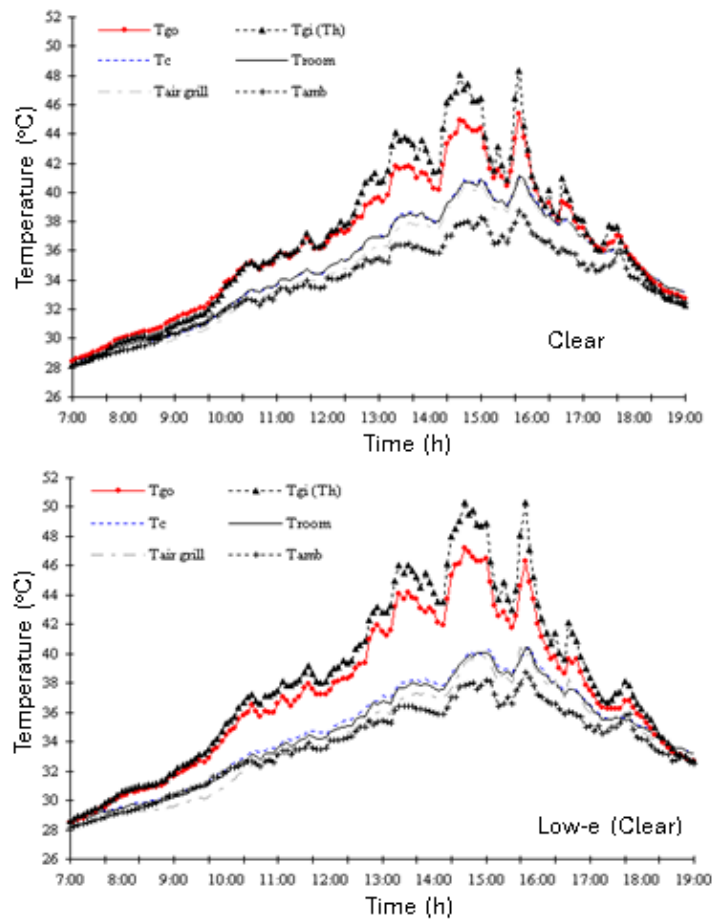 52
50
48
46
44
42
40
38
36
34
32
30
28
26
Temperature (°C)
Tgo
Tgi (Th)
Tc
Troom
Tair grill
Tamb
Clear
7:00 8:00 9:00 10:00 11:00 12:00 13:00 14:00 15:00 16:00 17:00 18:00 19:00
Time (h)
52
50
48
46
44
42
40
38
36
34
32
30
28
26
Temperature (°C)
Tgo
Tgi (Th)
Tc
Troom
Tair grill
Tamb
Low-e (Clear)
7:00 8:00 9:00 10:00 11:00 12:00 13:00 14:00 15:00 16:00 17:00 18:00 19:00
Time (h)